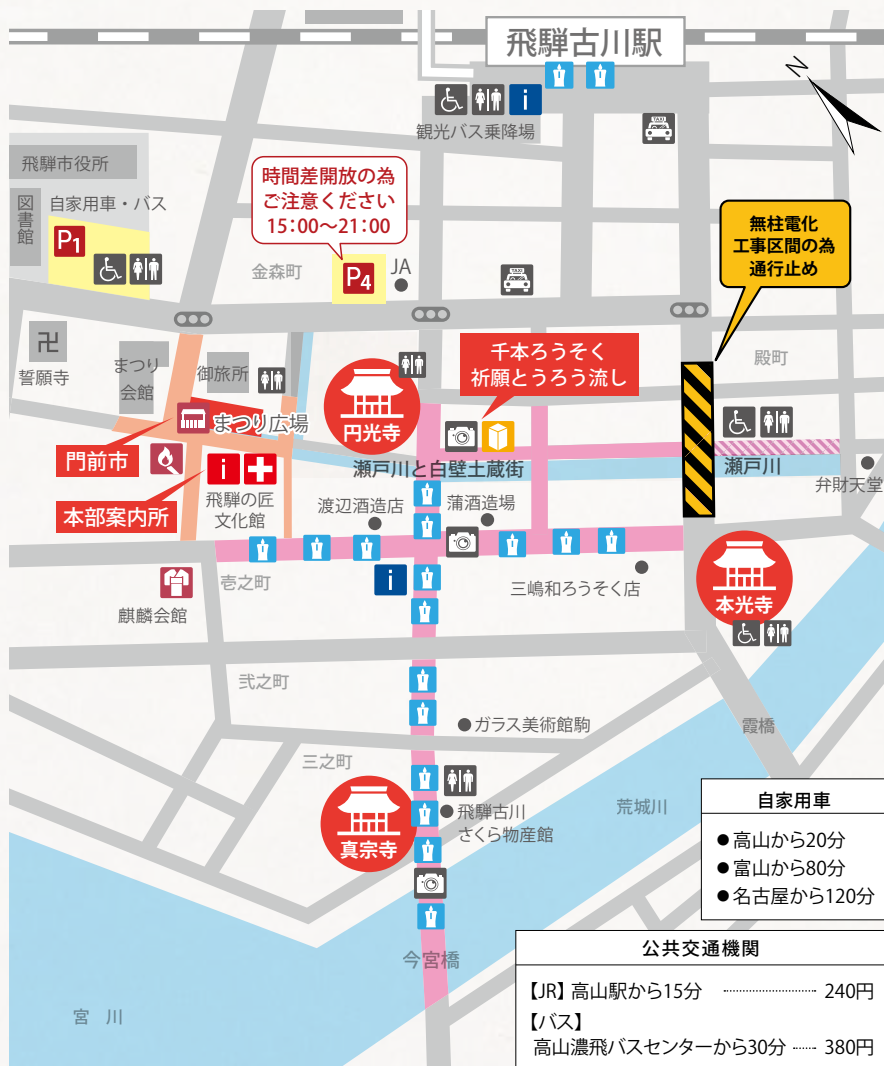 飛騨古川駅
N
観光バス乗降場
TAXI
飛騨市役所
図書館
自家用車・バス
P1
時間差開放の為
ご注意ください
15:00〜21:00
金森町
P4
JA
TAXI
無柱電化
工事区間の為
通行止め
殿町
卍
誓願寺
まつり
会館
御旅所
まつり広場
門前市
円光寺
千本ろうそく
祈願とうろう流し
瀬戸川と白壁土蔵街
瀬戸川
弁財天堂
本部案内所
飛騨の匠
文化館
渡辺酒造店
蒲酒造場
三嶋和ろうそく店
本光寺
壱之町
麒麟会館
弐之町
ガラス美術館駒
霞橋
三之町
真宗寺
飛騨古川
さくら物産館
荒城川
今宮橋
宮 川
自家用車
●高山から20分
●富山から80分
●名古屋から120分
公共交通機関
【JR】高山駅から15分 ……… 240円
【バス】
高山濃飛バスセンターから30分 …… 380円